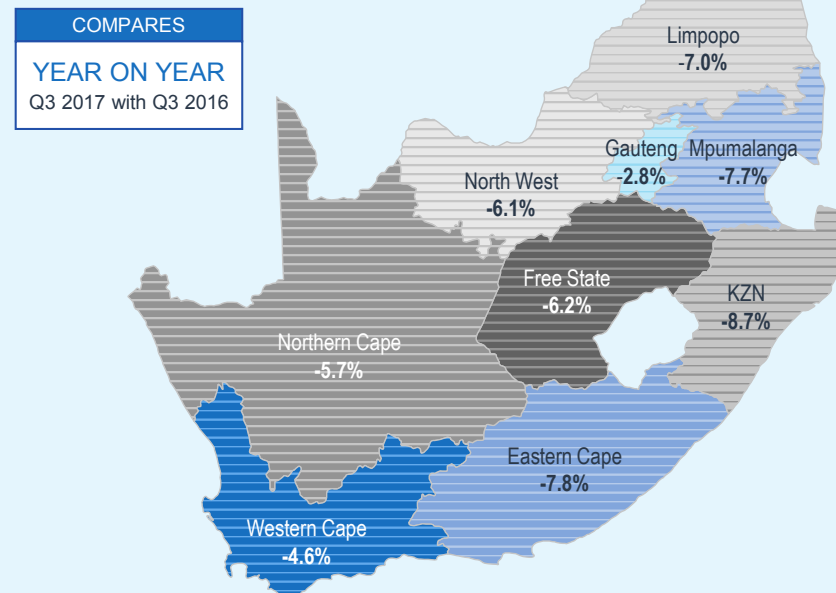 COMPARES
YEAR ON YEAR
Q3 2017 with Q3 2016
Limpopo
-7.0%
Gauteng
-2.8%
Mpumalanga
-7.7%
North West
-6.1%
Free State
-6.2%
KZN
-8.7%
Northern Cape
-5.7%
Eastern Cape
-7.8%
Western Cape
-4.6%